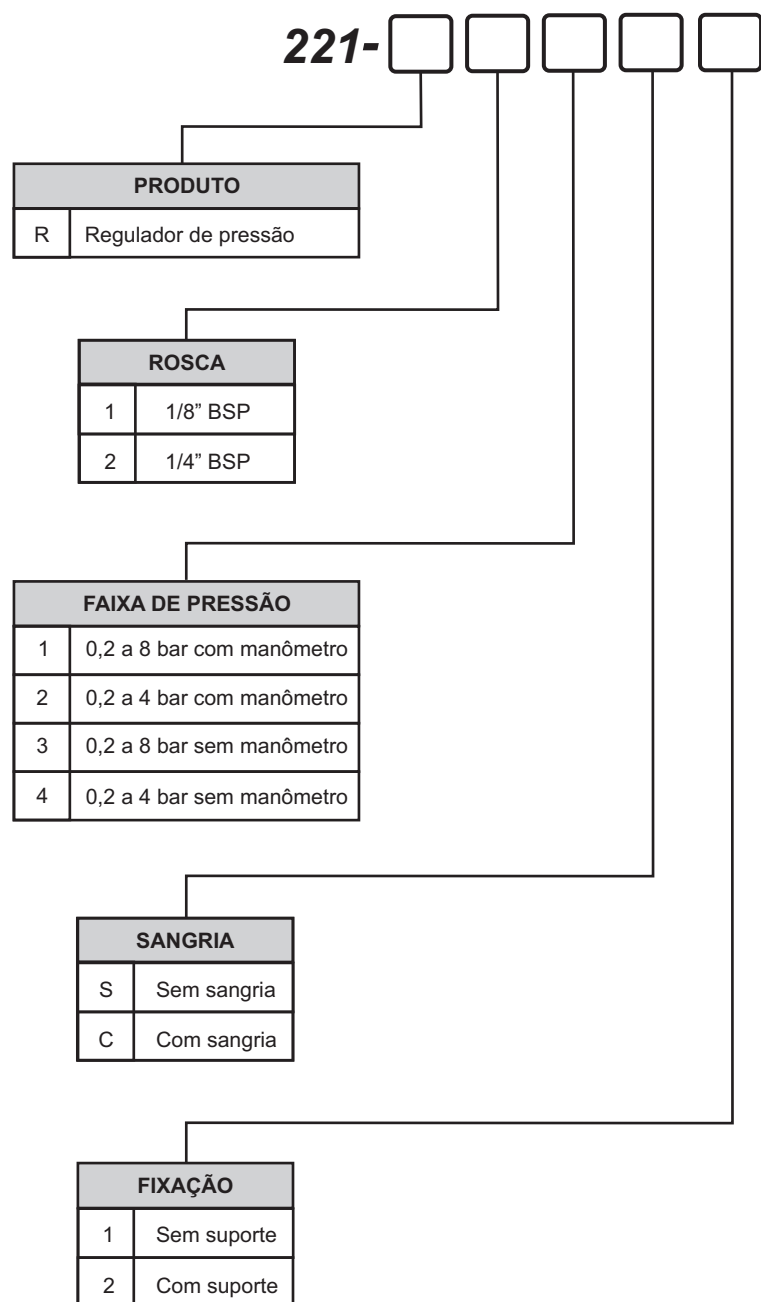 221-
PRODUTO
R Regulador de pressão
ROSCA
1 1/8” BSP
2 1/4” BSP
FAIXA DE PRESSÃO
1 0,2 a 8 bar com manômetro
2 0,2 a 4 bar com manômetro
3 0,2 a 8 bar sem manômetro
4 0,2 a 4 bar sem manômetro
SANGRIA
S Sem sangria
C Com sangria
FIXAÇÃO
1 Sem suporte
2 Com suporte